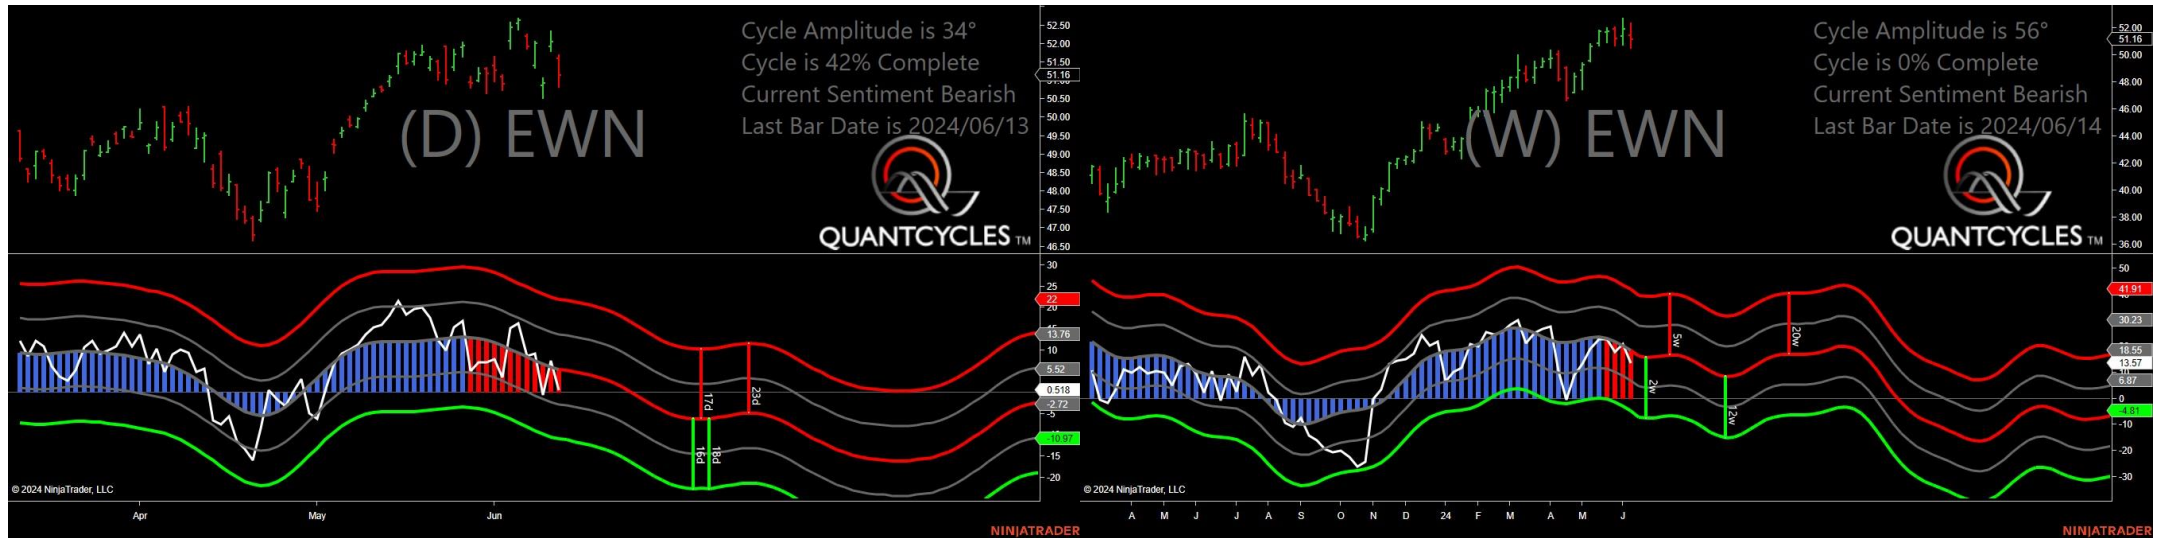 Cycle Amplitude is 34°
Cycle is 42% Complete
Current Sentiment Bearish
Last Bar Date is 2024/06/13
(D) EWN
QUANTCYCLES TM
52.50
52.00
51.50
51.16
50.50
50.00
49.50
49.00
48.50
48.00
47.50
47.00
46.50
30
25
22
20
13.76
10
5.52
0.518
-2.72
-5
-10.97
-15
-20
17d
23d
16d
18d
© 2024 NinjaTrader, LLC
Apr
May
Jun
NINJATRADER
Cycle Amplitude is 56°
Cycle is 0% Complete
Current Sentiment Bearish
Last Bar Date is 2024/06/14
(W) EWN
QUANTCYCLES TM
52.00
51.16
50.00
48.00
46.00
44.00
42.00
40.00
38.00
36.00
50
41.91
30.23
18.55
13.57
6.87
0
-4.81
-10
-20
-30
5w
20w
2w
12w
© 2024 NinjaTrader, LLC
A M J J A S O N D 24 F M A M J
NINJATRADER